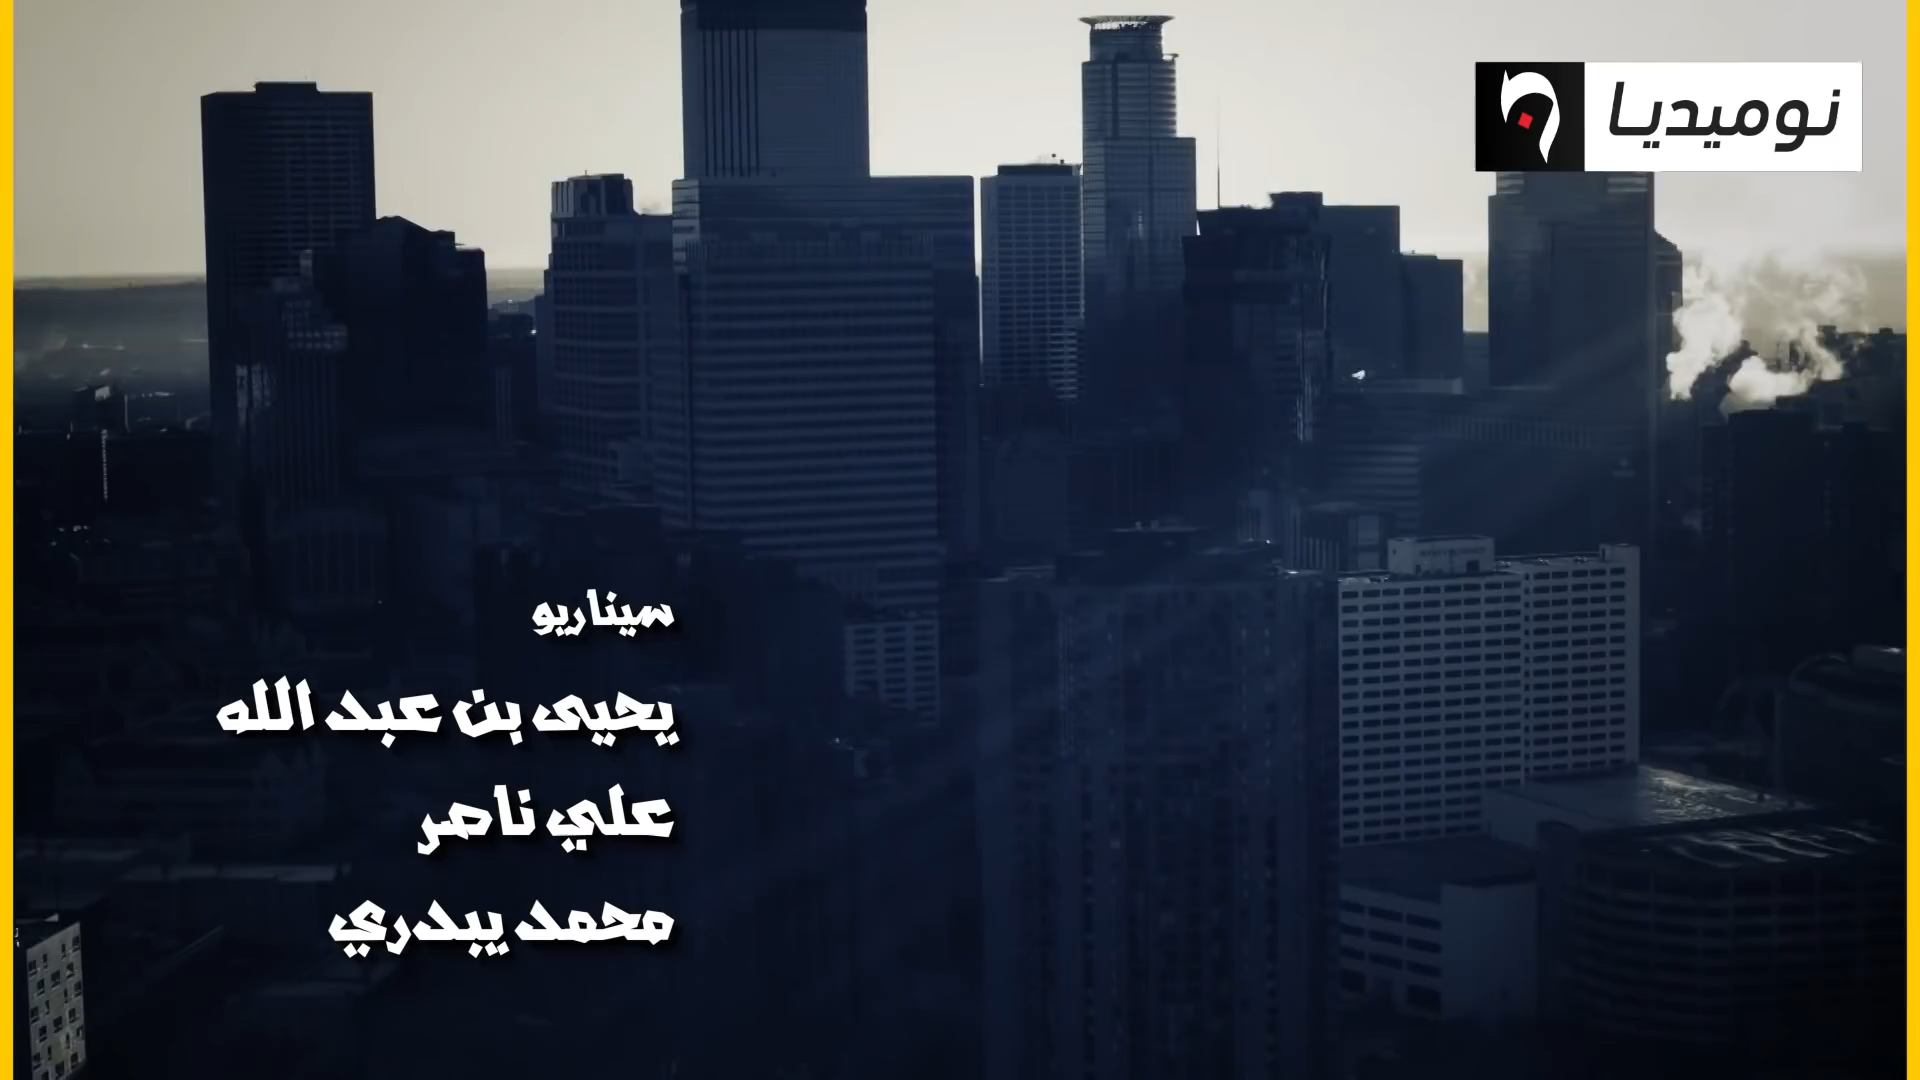 نوميديا
سيناريو
يحيى بن عبد الله
علي ناصر
محمد يبدري